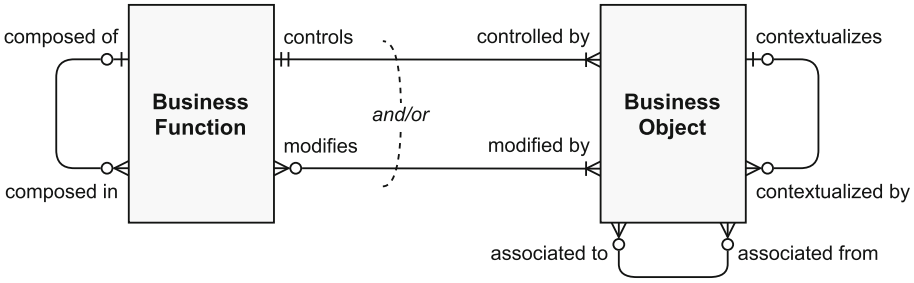 composed of
controls
controlled by
contextualizes
Business
Function
and/or
Business
Object
modifies
modified by
composed in
contextualized by
associated to
associated from